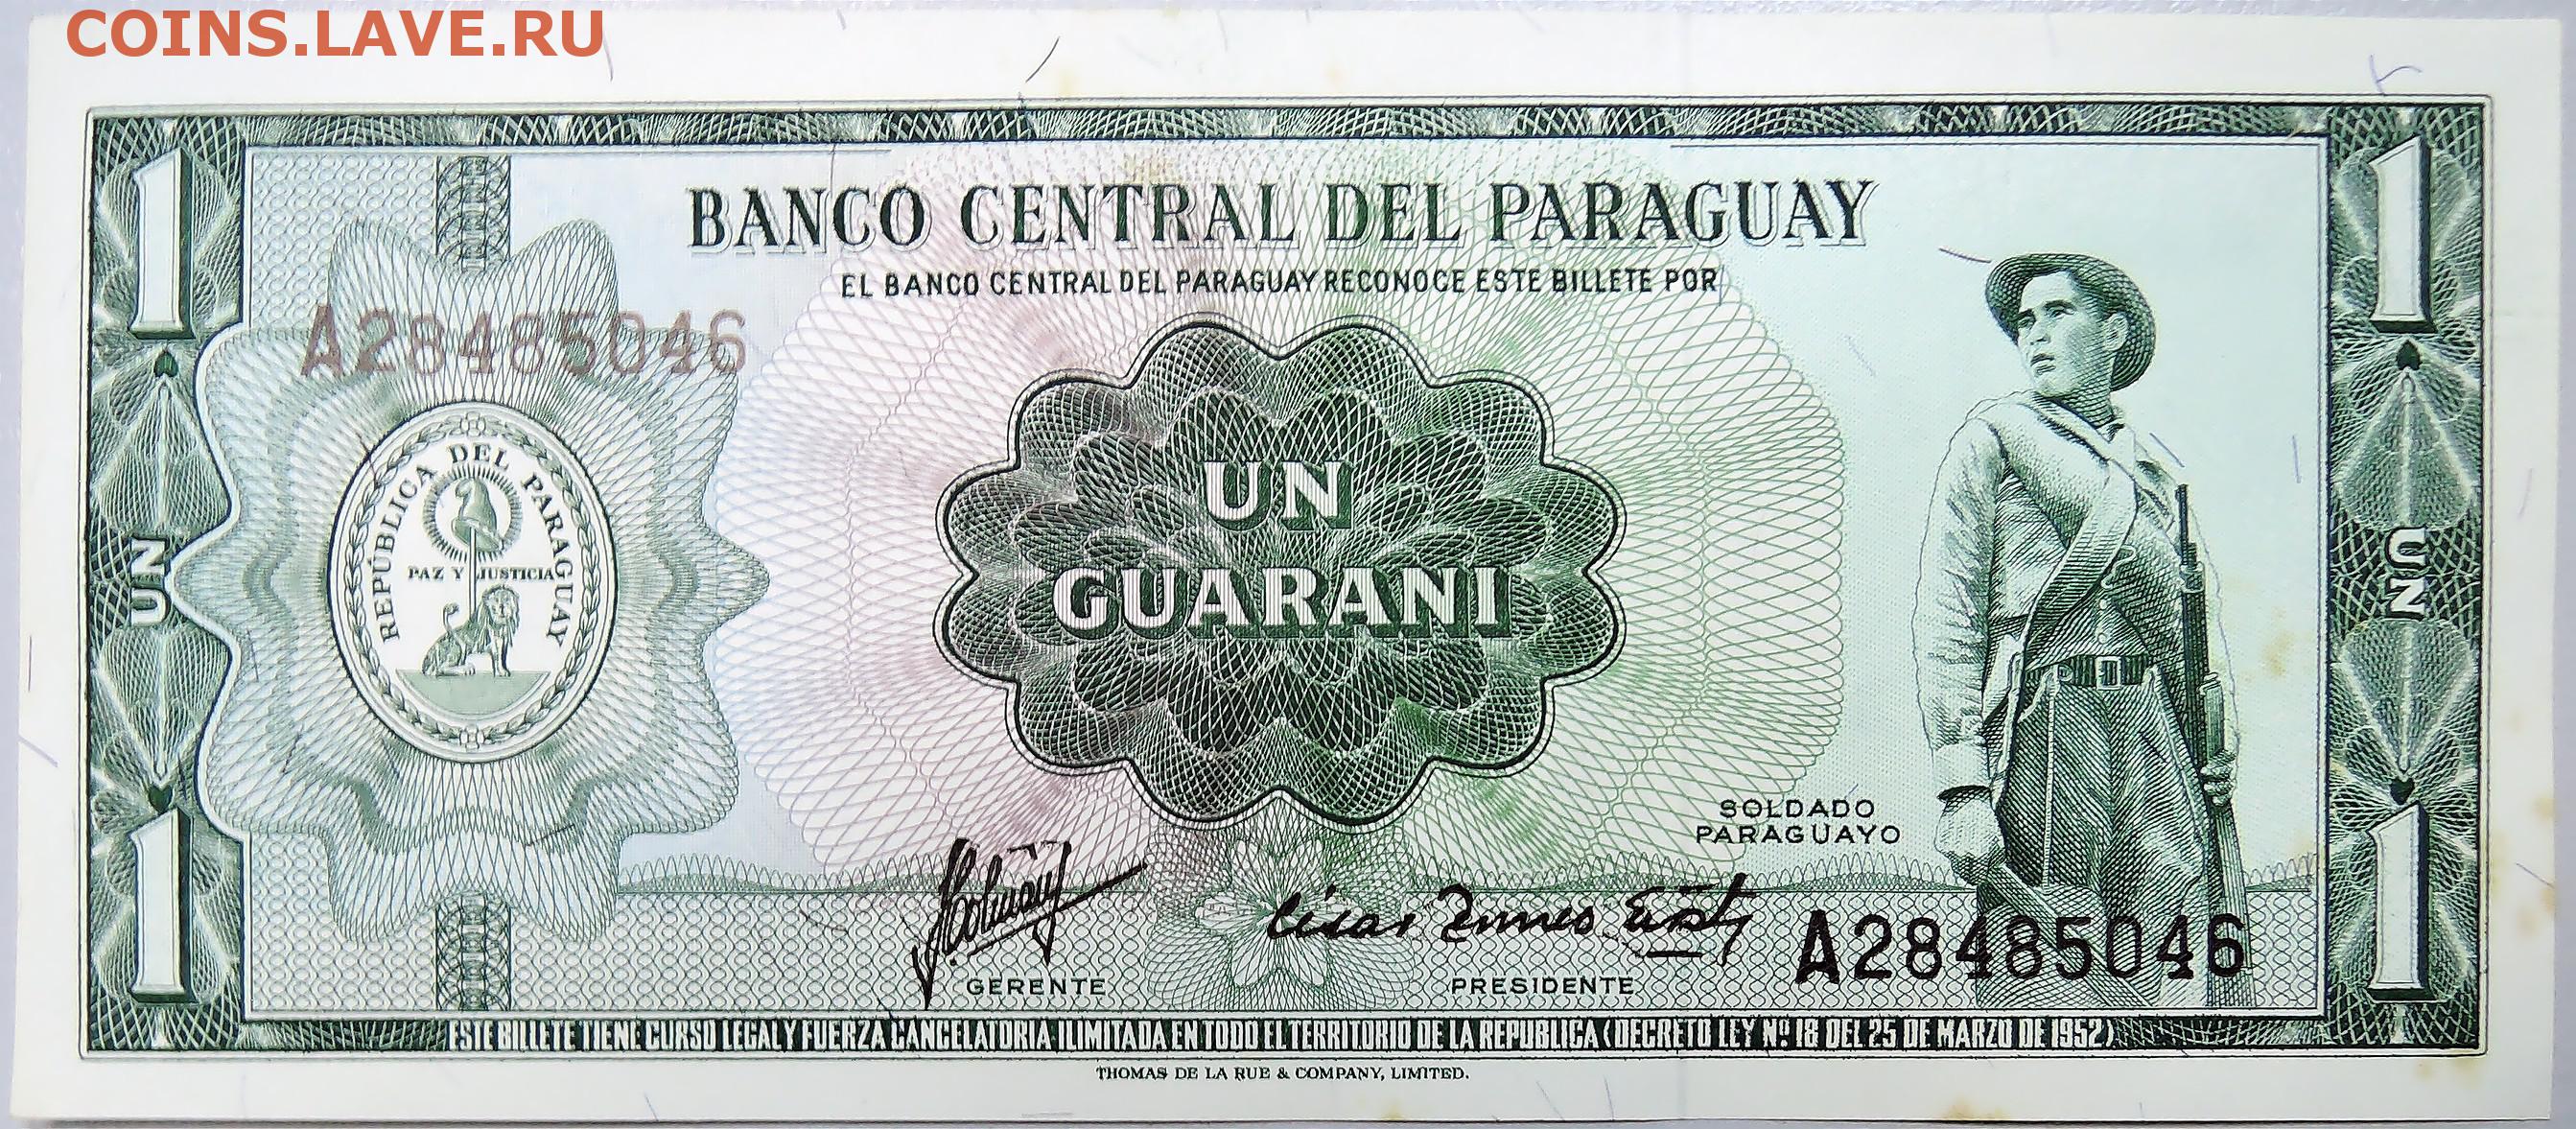 COINS.LAVE.RU
1
1
BANCO CENTRAL DEL PARAGUAY
EL BANCO CENTRAL DEL PARAGUAY RECONOCE ESTE BILLETE POR
A28485046
REPÚBLICA DEL PARAGUAY
PAZ Y JUSTICIA
UN
GUARANI
UN
UN
SOLDADO
PARAGUAYO
1
1
GERENTE
PRESIDENTE
A28485046
ESTE BILLETE TIENE CURSO LEGAL Y FUERZA CANCELATORIA ILIMITADA EN TODO EL TERRITORIO DE LA REPUBLICA (DECRETO LEY Nº 18 DEL 25 DE MARZO DE 1952)
THOMAS DE LA RUE & COMPANY, LIMITED.